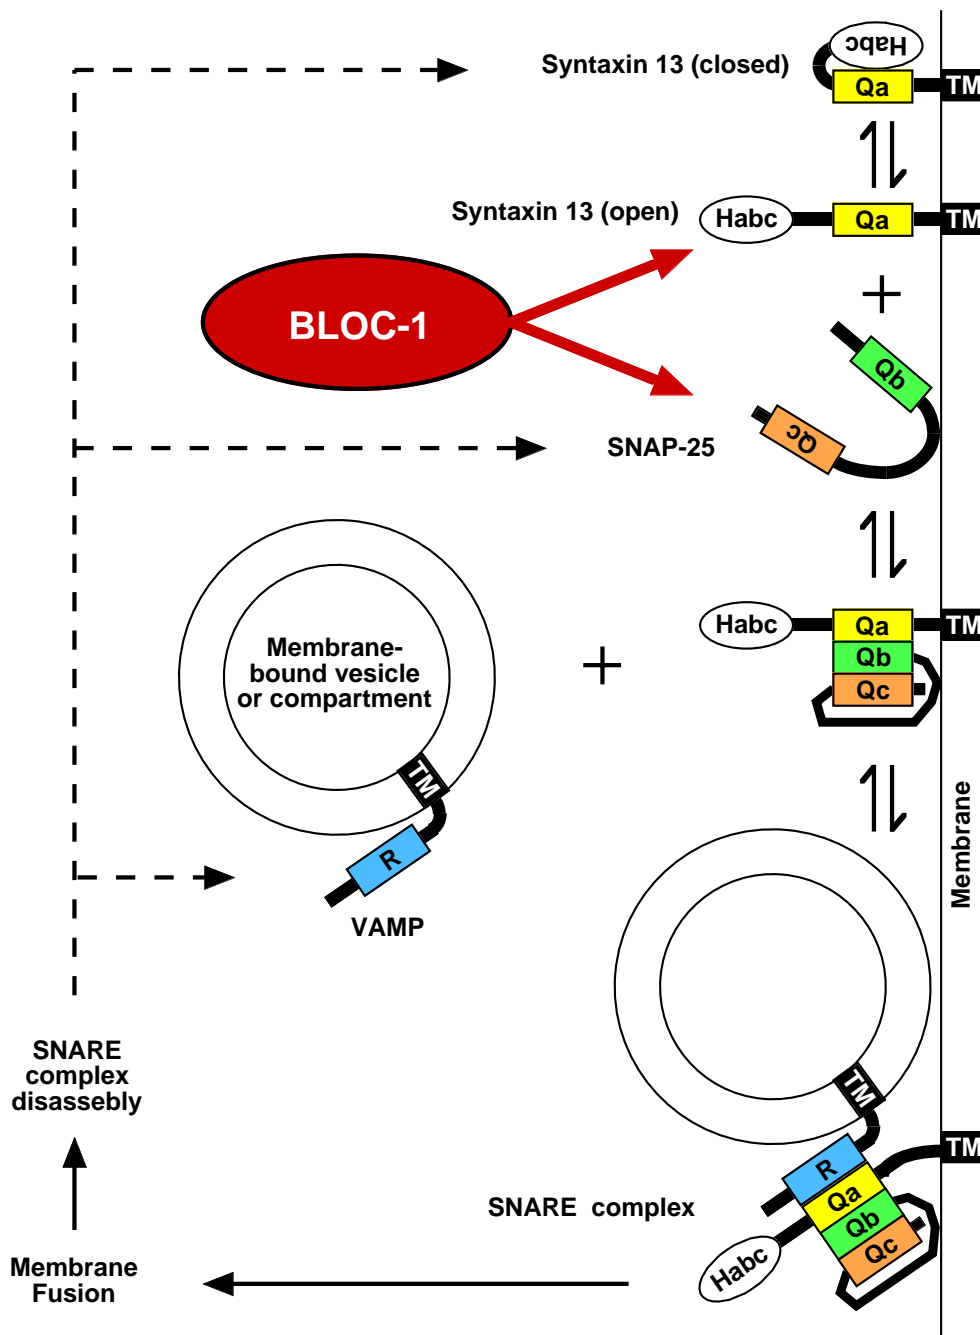 Habc
Syntaxin 13 (closed)
Qa
TM
Syntaxin 13 (open)
Habc
Qa
TM
BLOC-1
Qb
Qc
SNAP-25
Habc
Qa
TM
Qb
Qc
Membrane-
bound vesicle
or compartment
TM
R
VAMP
Membrane
SNARE
complex
disassebly
TM
TM
R
Qa
Qb
Qc
Habc
SNARE complex
Membrane
Fusion